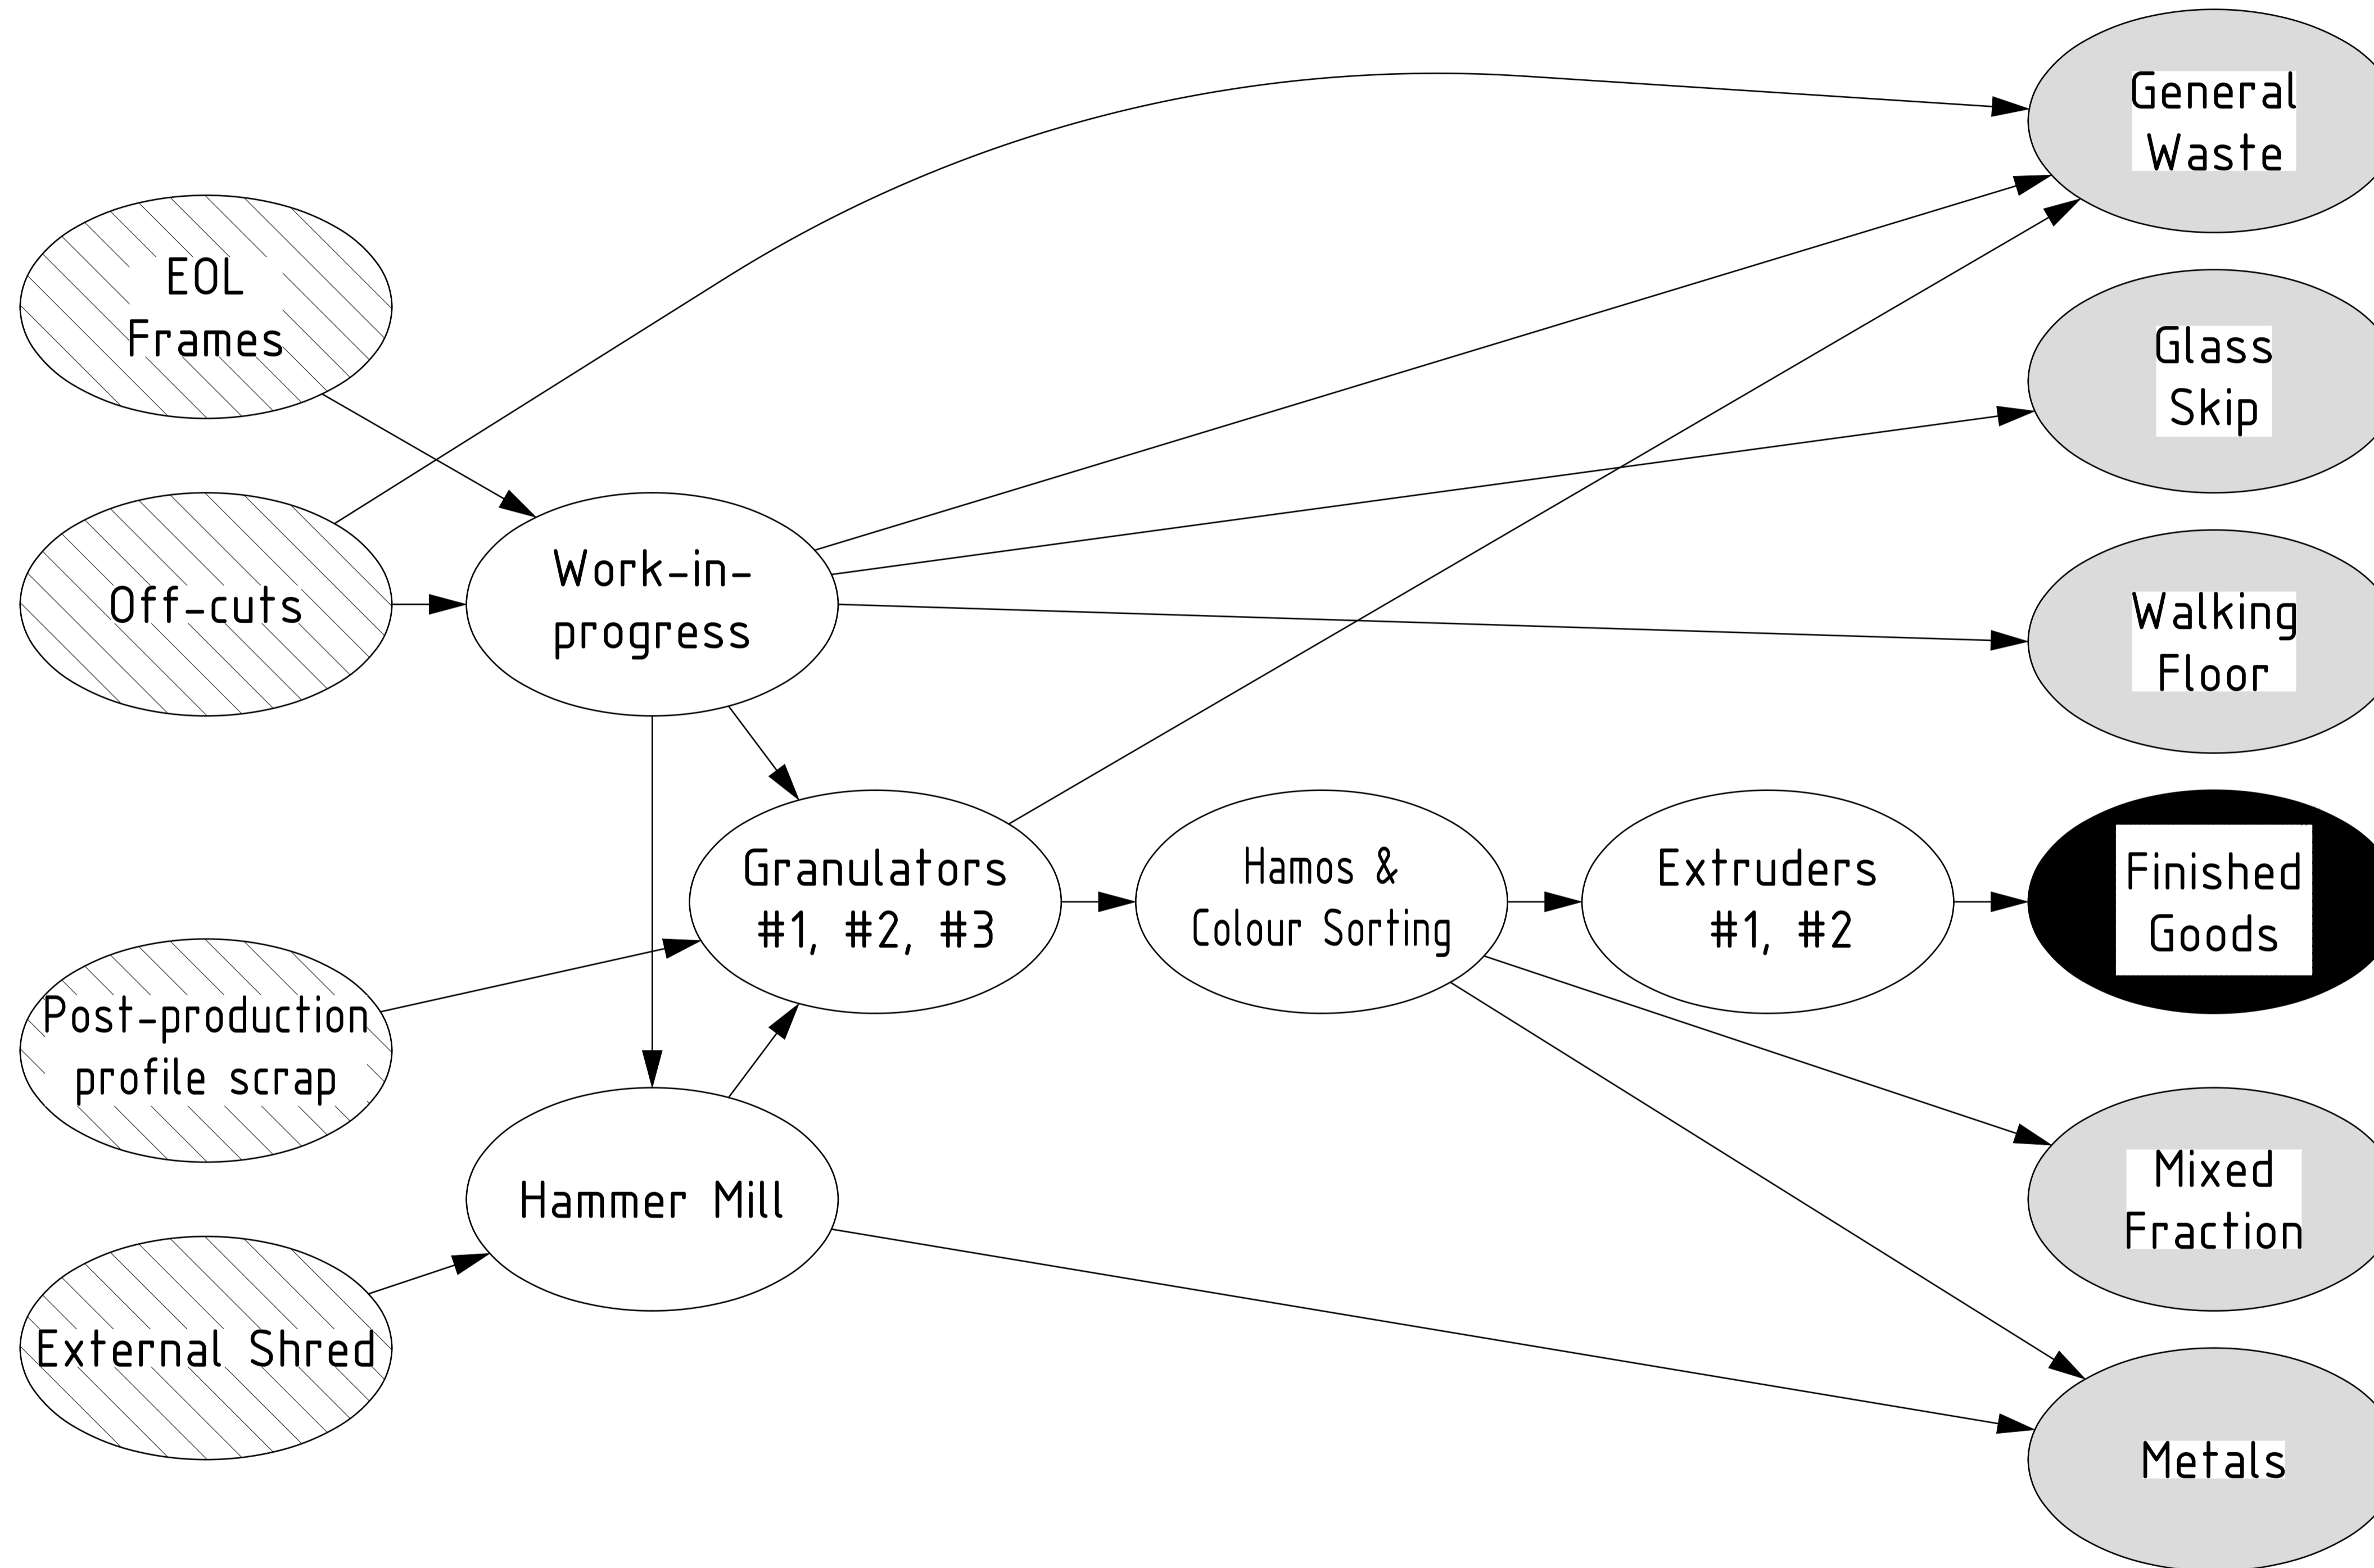 General
Waste
EOL
Frames
Glass
Skip
Off-cuts
Work-in-
progress
Walking
Floor
Granulators
#1, #2, #3
Hamos &
Colour Sorting
Extruders
#1, #2
Finished
Goods
Post-production
profile scrap
Hammer Mill
Mixed
Fraction
External Shred
Metals